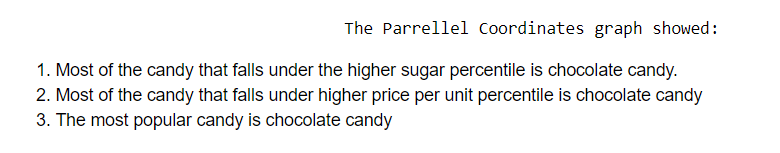 The Parrellel Coordinates graph showed:
1. Most of the candy that falls under the higher sugar percentile is chocolate candy.
2. Most of the candy that falls under higher price per unit percentile is chocolate candy
3. The most popular candy is chocolate candy